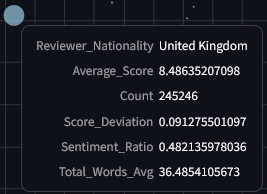 Reviewer_Nationality United Kingdom
Average_Score 8.48635207098
Count 245246
Score_Deviation 0.091275501097
Sentiment_Ratio 0.482135978036
Total_Words_Avg 36.4854105673